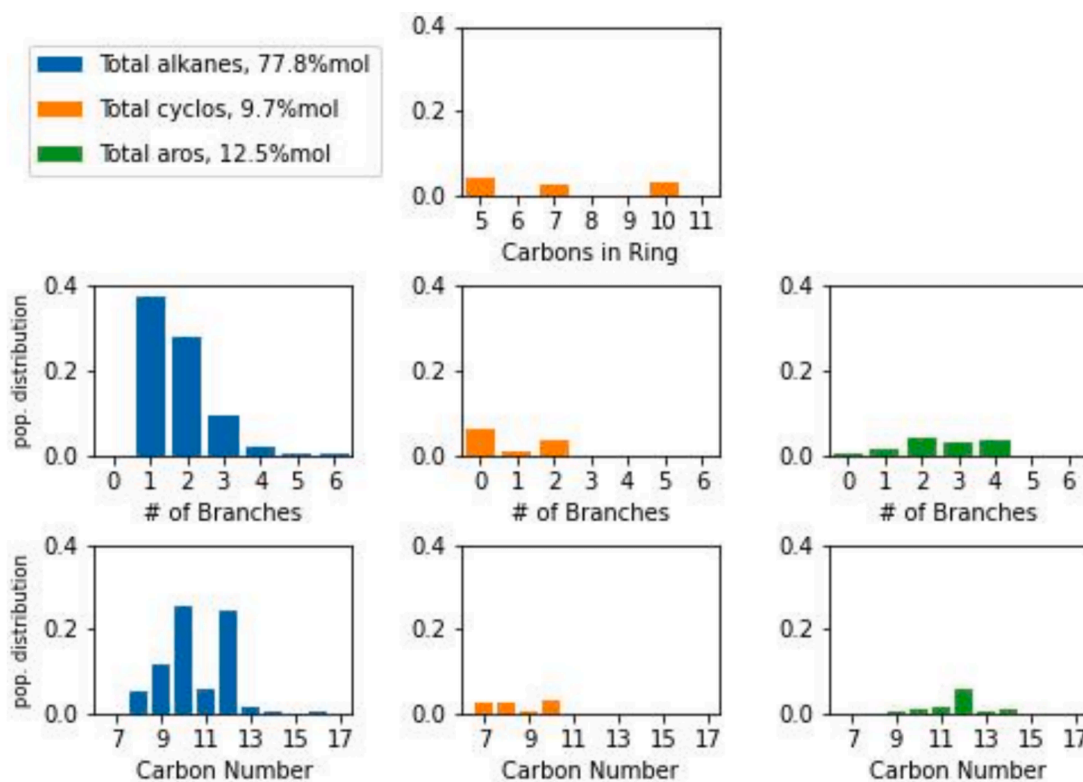 Total alkanes, 77.8%mol
Total cyclos, 9.7%mol
Total aros, 12.5%mol
0.4
0.2
0.0
5 6 7 8 9 10 11
Carbons in Ring
pop. distribution
0.4
0.2
0.0
0 1 2 3 4 5 6
# of Branches
0.4
0.2
0.0
0 1 2 3 4 5 6
# of Branches
0.4
0.2
0.0
0 1 2 3 4 5 6
# of Branches
pop. distribution
0.4
0.2
0.0
7 9 11 13 15 17
Carbon Number
0.4
0.2
0.0
7 9 11 13 15 17
Carbon Number
0.4
0.2
0.0
7 9 11 13 15 17
Carbon Number